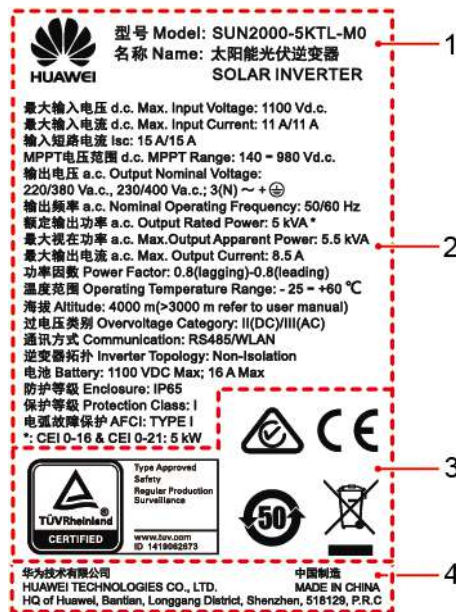 HUAWEI
型号 Model: SUN2000-5KTL-M0
名称 Name: 太阳能光伏逆变器
SOLAR INVERTER
1
最大输入电压 d.c. Max. Input Voltage: 1100 Vd.c.
最大输入电流 d.c. Max. Input Current: 11 A/11 A
输入短路电流 Isc: 15 A/15 A
MPPT电压范围 d.c. MPPT Range: 140 - 980 Vd.c.
输出电压 a.c. Output Nominal Voltage:
220/380 Va.c., 230/400 Va.c.; 3(N) ~ +
输出频率 a.c. Nominal Operating Frequency: 50/60 Hz
额定输出功率 a.c. Output Rated Power: 5 kVA *
最大视在功率 a.c. Max.Output Apparent Power: 5.5 kVA
最大输出电流 a.c. Max. Output Current: 8.5 A
功率因数 Power Factor: 0.8(lagging)-0.8(leading)
温度范围 Operating Temperature Range: - 25 - +60 ℃
海拔 Altitude: 4000 m(>3000 m refer to user manual)
过电压类别 Overvoltage Category: II(DC)/III(AC)
通讯方式 Communication: RS485/WLAN
逆变器拓扑 Inverter Topology: Non-Isolation
电池 Battery: 1100 VDC Max; 16 A Max
防护等级 Enclosure: IP65
保护等级 Protection Class: I
电弧故障保护 AFCI: TYPE I
*: CEI 0-16 & CEI 0-21: 5 kW
2
CE
TÜVRheinland
CERTIFIED
Type Approved
Safety
Regular Production
Surveillance
www.tuv.com
ID 1419062673
50
3
华为技术有限公司 中国制造
HUAWEI TECHNOLOGIES CO., LTD. MADE IN CHINA
HQ of Huawei, Bantian, Longgang District, Shenzhen, 518129, P.R.C
4